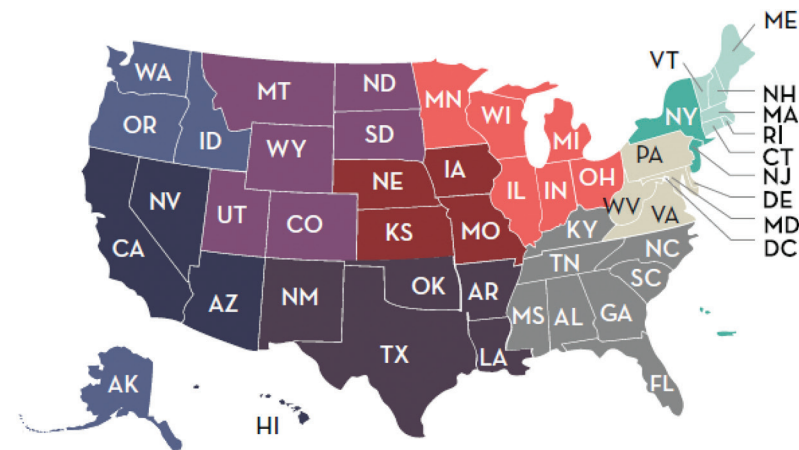 ME
VT
WA
MT
ND
MN
NH
OR
ID
SD
WI
MI
NY
MA
RI
WY
PA
CT
NJ
NV
UT
CO
NE
IA
IL
IN
OH
DE
MD
DC
WV
VA
CA
KS
MO
KY
NC
TN
SC
AZ
NM
OK
AR
MS
AL
GA
TX
LA
FL
AK
HI